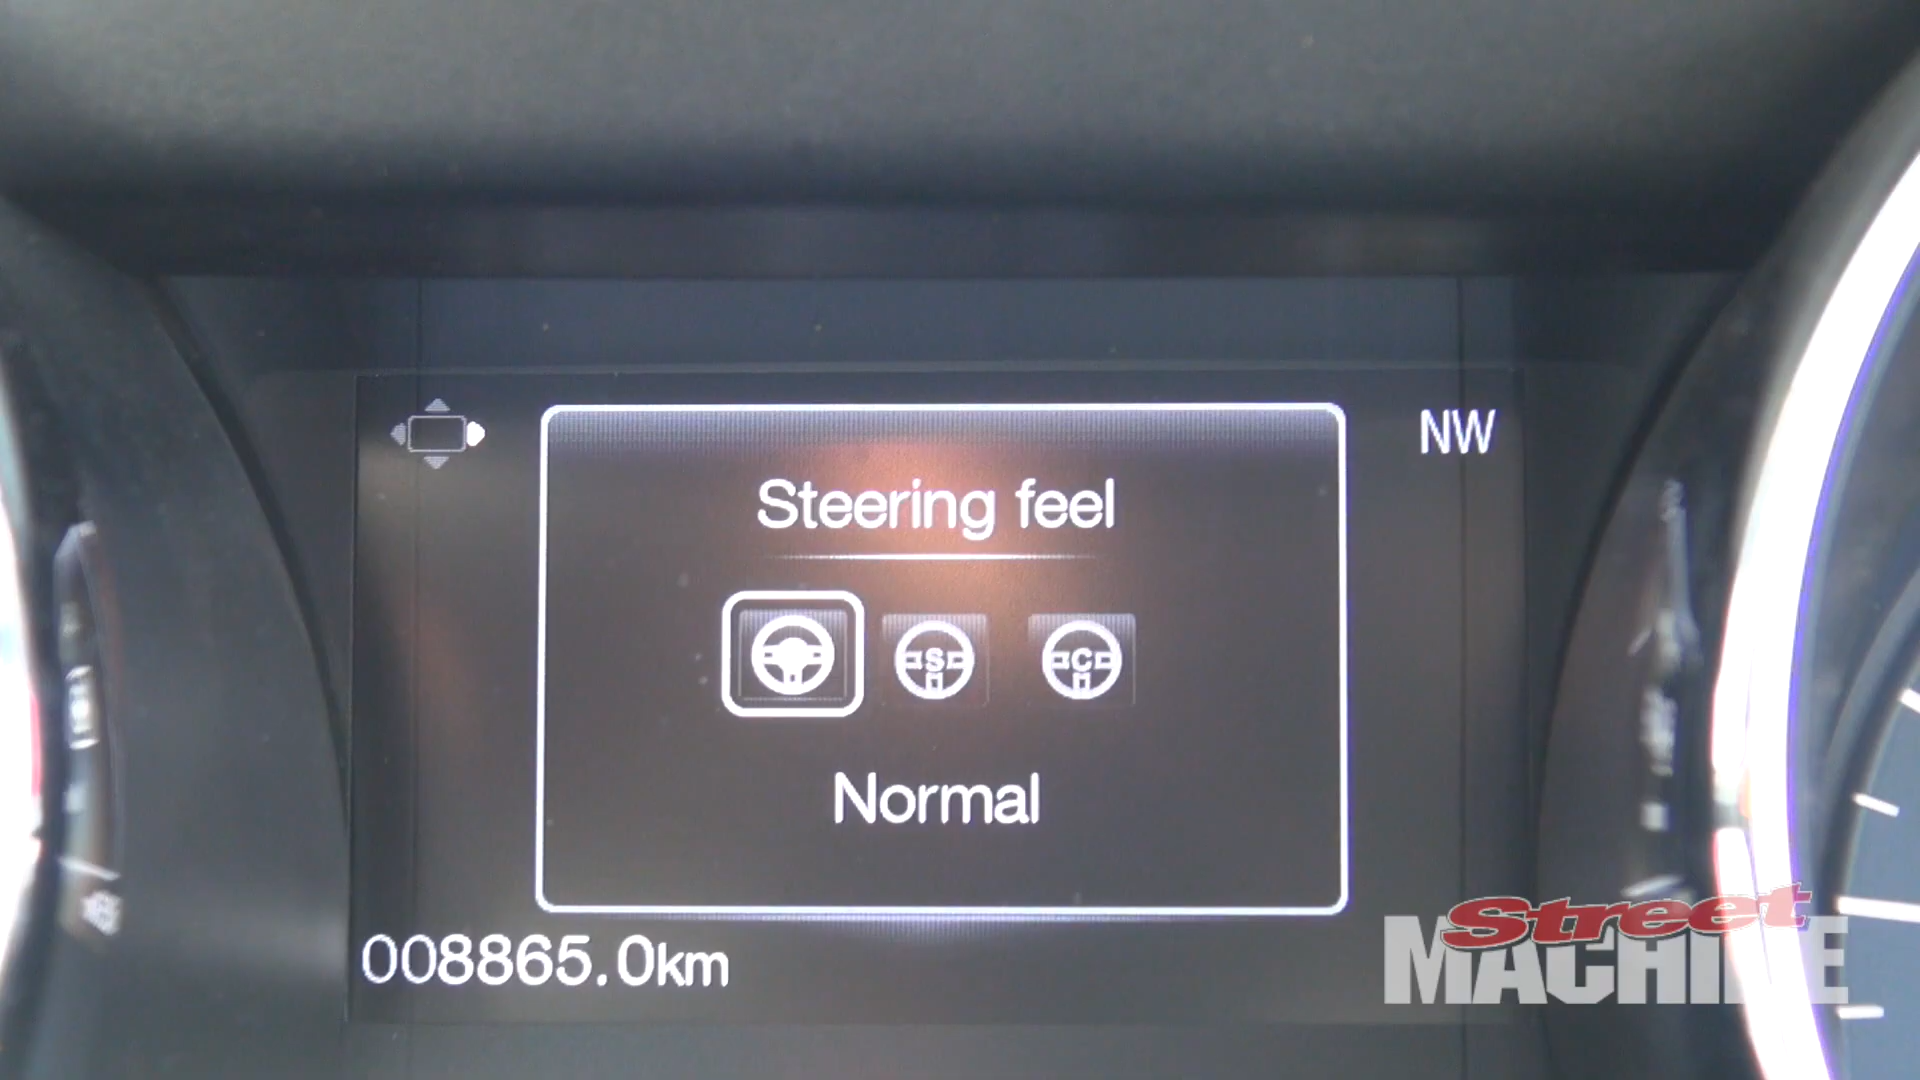 NW
Steering feel
S C
Normal
008865.0km
Street
MACHINE